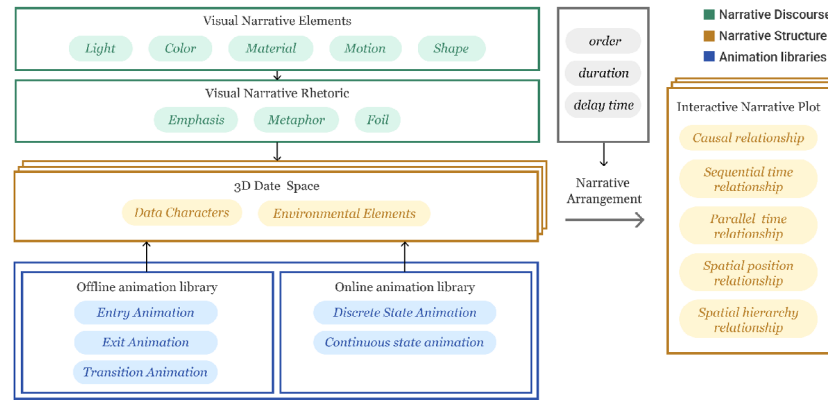 Visual Narrative Elements
Light
Color
Material
Motion
Shape
Visual Narrative Rhetoric
Emphasis
Metaphor
Foil
3D Date Space
Data Characters
Environmental Elements
Offline animation library
Entry Animation
Exit Animation
Transition Animation
Online animation library
Discrete State Animation
Continuous state animation
order
duration
delay time
Narrative
Arrangement
Narrative Discourse
Narrative Structure
Animation libraries
Interactive Narrative Plot
Causal relationship
Sequential time
relationship
Parallel time
relationship
Spatial position
relationship
Spatial hierarchy
relationship